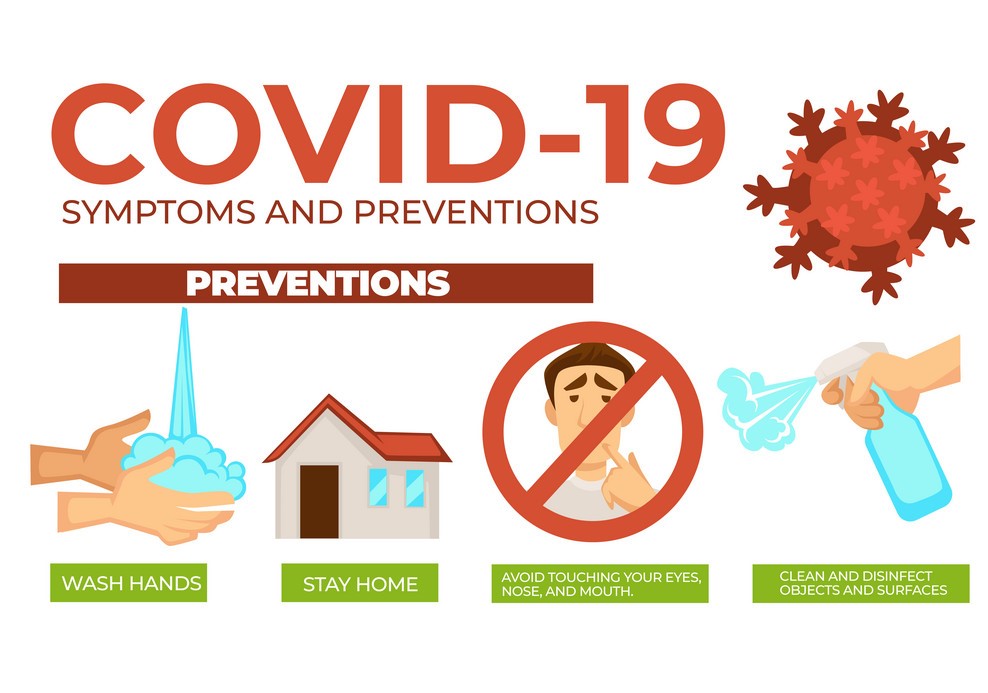 COVID-19
SYMPTOMS AND PREVENTIONS
PREVENTIONS
WASH HANDS
STAY HOME
AVOID TOUCHING YOUR EYES,
NOSE, AND MOUTH.
CLEAN AND DISINFECT
OBJECTS AND SURFACES